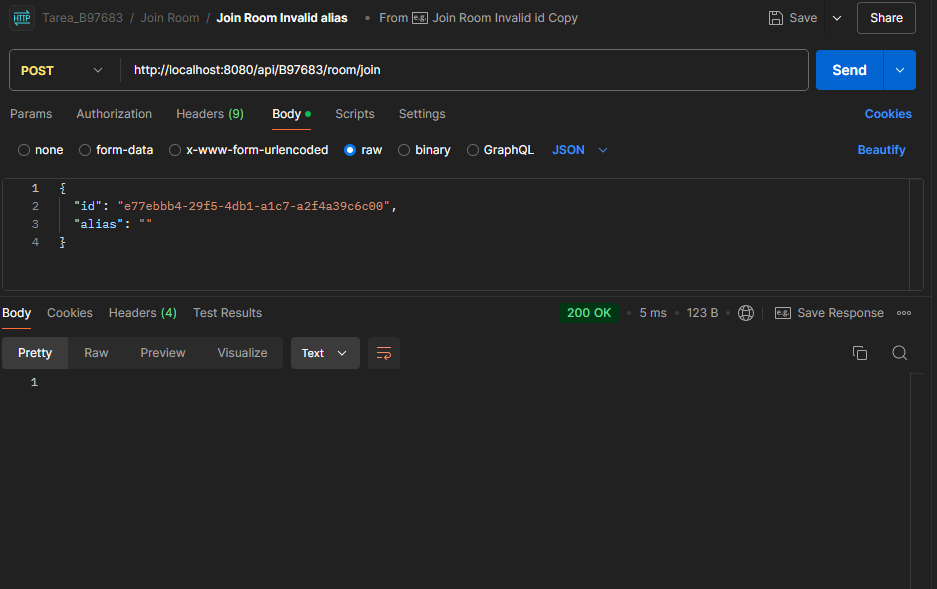 HTTP Tarea_B97683 / Join Room / Join Room Invalid alias • From e.g. Join Room Invalid id Copy Save Share
POST http://localhost:8080/api/B97683/room/join Send
Params Authorization Headers (9) Body Scripts Settings Cookies
none form-data x-www-form-urlencoded raw binary GraphQL JSON Beautify
1 {
2 "id": "e77ebbb4-29f5-4db1-a1c7-a2f4a39c6c00",
3 "alias": ""
4 }
Body Cookies Headers (4) Test Results 200 OK • 5 ms • 123 B • e.g. Save Response
Pretty Raw Preview Visualize Text
1